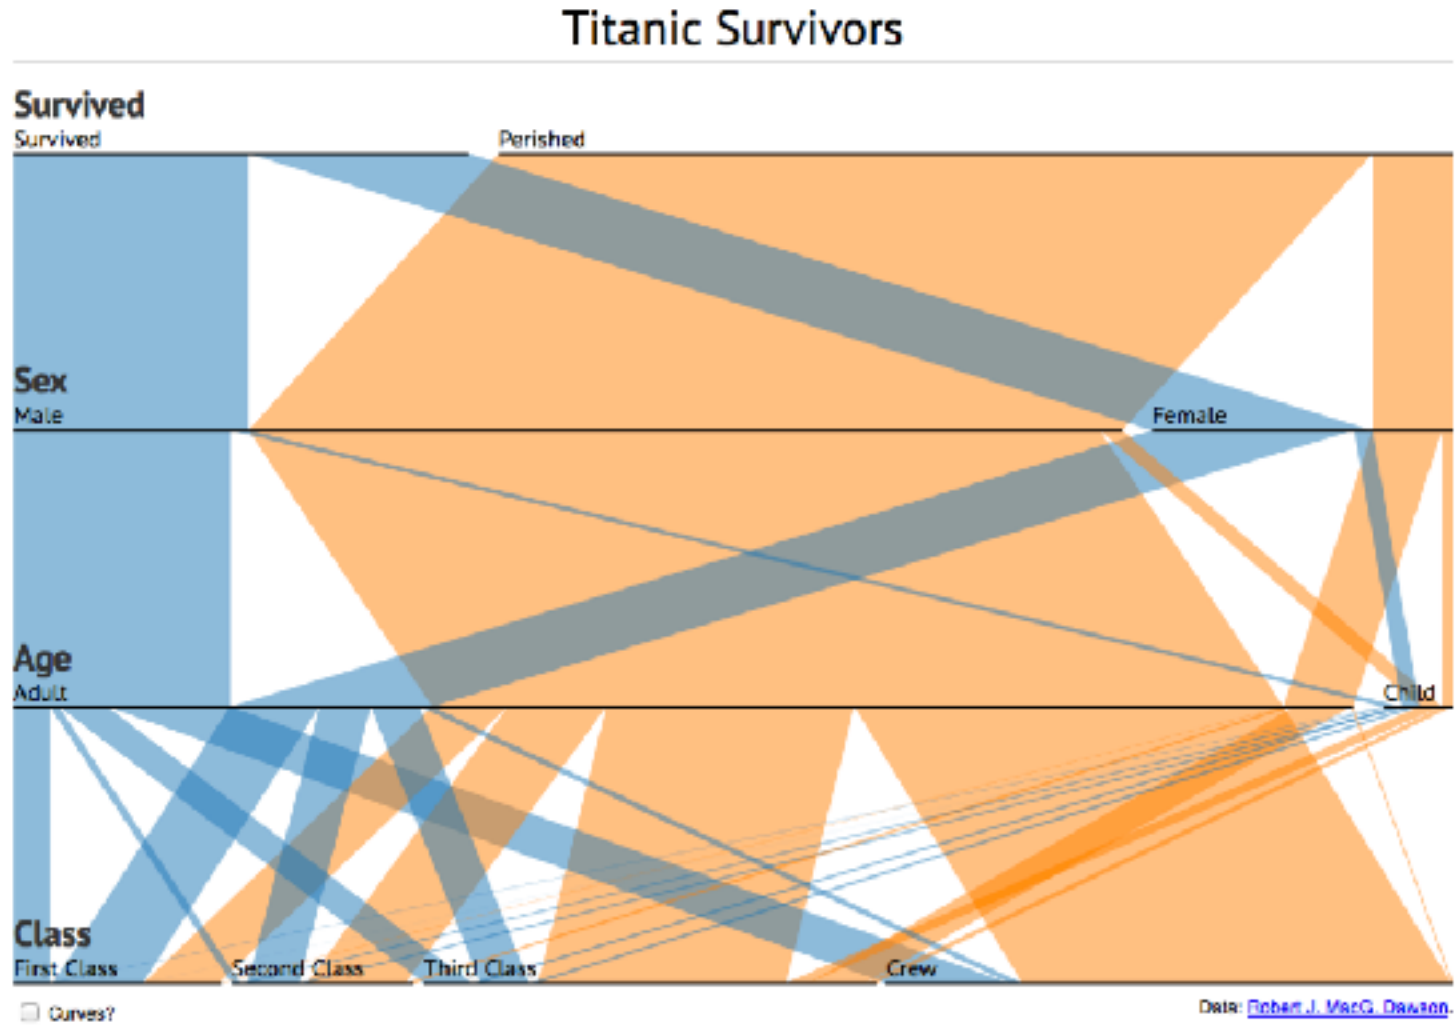 Titanic Survivors
Survived
Survived Perished
Sex
Male Female
Age
Adult Child
Class
First Class Second Class Third Class Crew
Curves? Data: Robert J. MacG. Dawson.